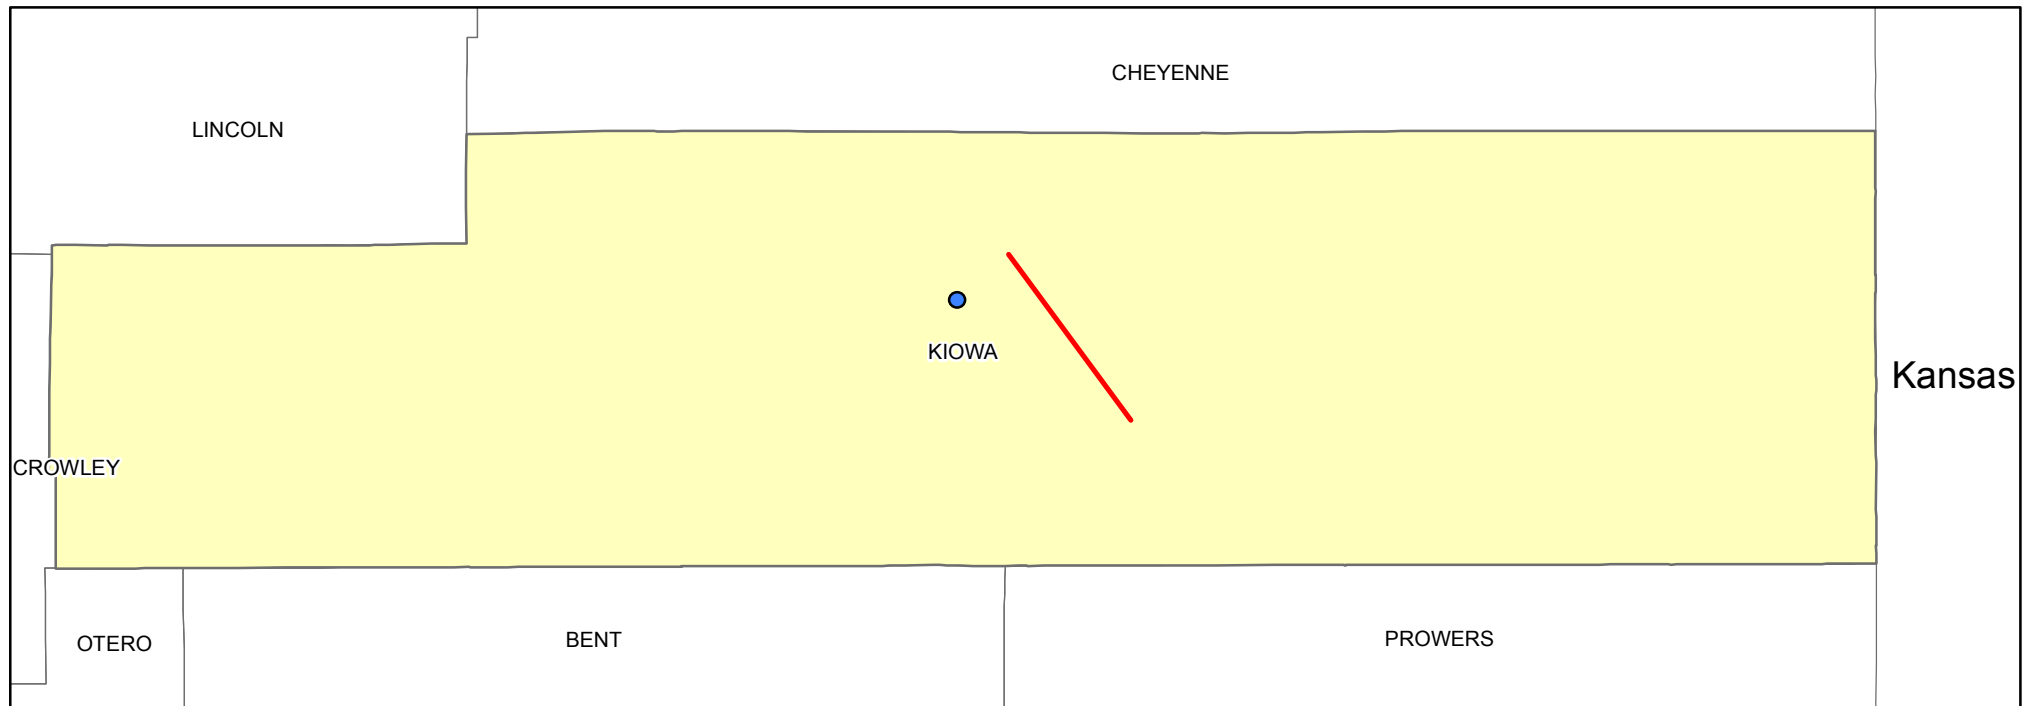 CHEYENNE
LINCOLN
KIOWA
Kansas
CROWLEY
OTERO
BENT
PROWERS